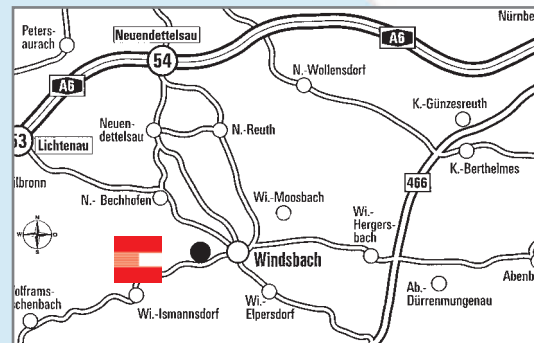 Nürnbe
Peters-
aurach
Neuendettelsau
54
A6
A6
N.-Wollensdorf
K.-Günzesreuth
Neuen-
dettelsau
N.-Reuth
53
Lichtenau
K.-Berthelmes
ilbronn
466
N.- Bechhofen
Wi.-Moosbach
Wi.-
Hergers-
bach
N
W
O
S
Windsbach
Abenb
olframs-
schenbach
Wi.-Ismannsdorf
Wi.-
Elpersdorf
Ab.-
Dürrenmungenau